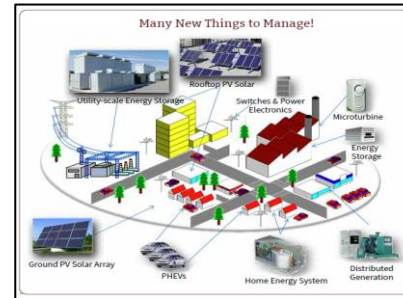 Many New Things to Manage!
Rooftop PV Solar
Utility-scale Energy Storage
Switches & Power
Electronics
Microturbine
Energy
Storage
Ground PV Solar Array
PHEVs
Home Energy System
Distributed
Generation